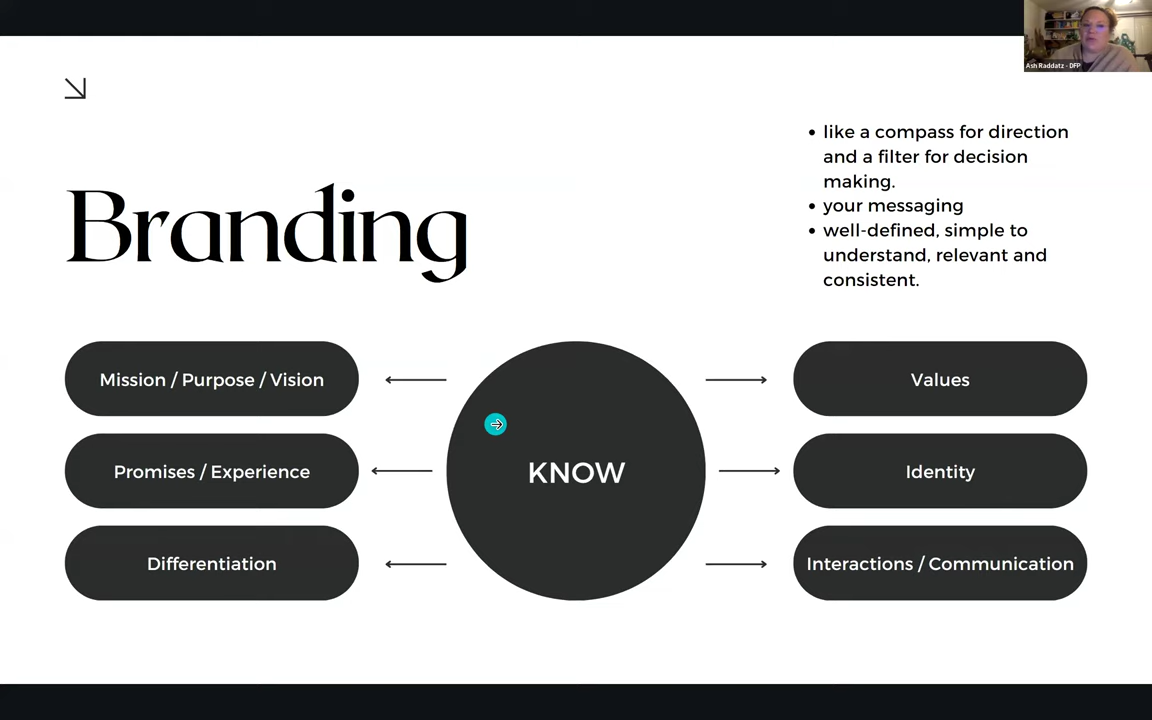 Ash Raddatz - DFP
like a compass for direction
and a filter for decision
making.
your messaging
well-defined, simple to
understand, relevant and
consistent.
Branding
Mission / Purpose / Vision
Values
Promises / Experience
KNOW
Identity
Differentiation
Interactions / Communication